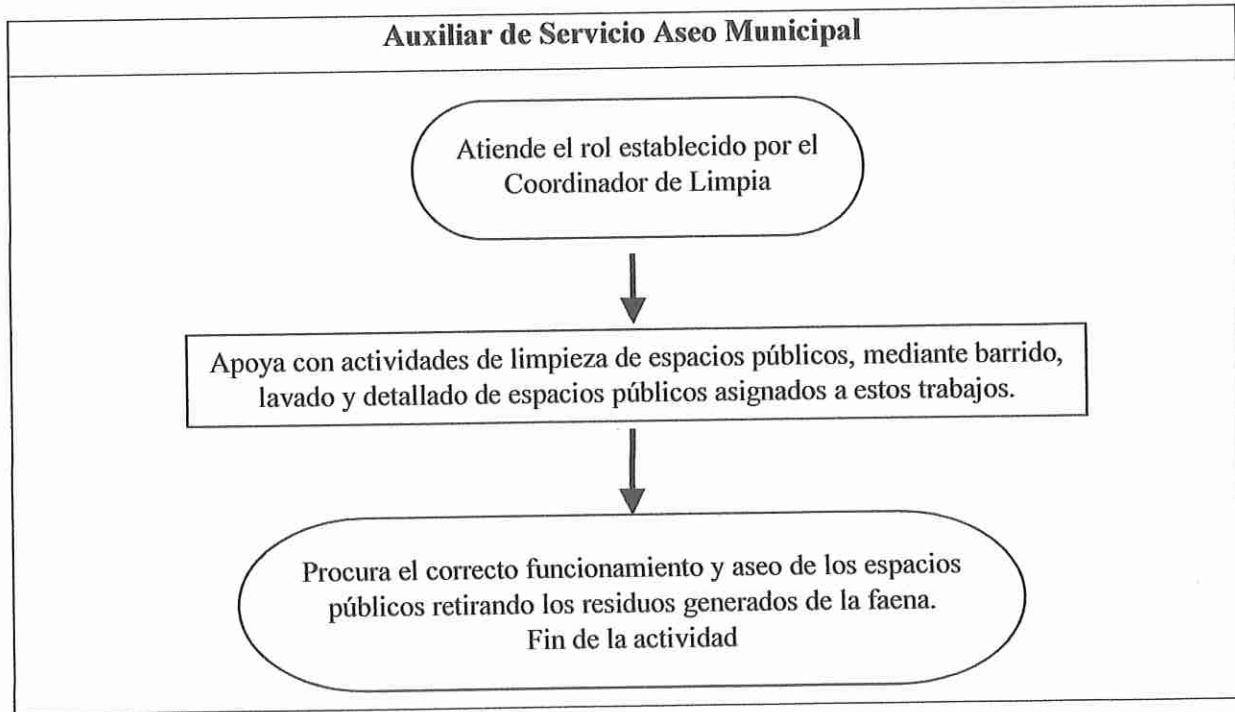 Auxiliar de Servicio Aseo Municipal
Atiende el rol establecido por el
Coordinador de Limpia
Apoya con actividades de limpieza de espacios públicos, mediante barrido,
lavado y detallado de espacios públicos asignados a estos trabajos.
Procura el correcto funcionamiento y aseo de los espacios
públicos retirando los residuos generados de la faena.
Fin de la actividad